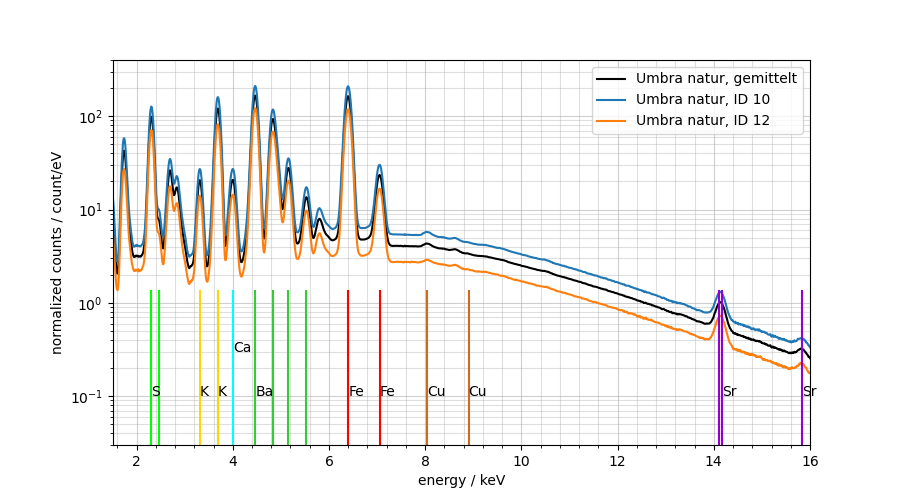 Umbra natur, gemittelt
Umbra natur, ID 10
Umbra natur, ID 12
normalized counts / count/eV
10²
10¹
10⁰
10⁻¹
Ca
S K K Ba Fe Fe Cu Cu Sr Sr
2 4 6 8 10 12 14 16
energy / keV